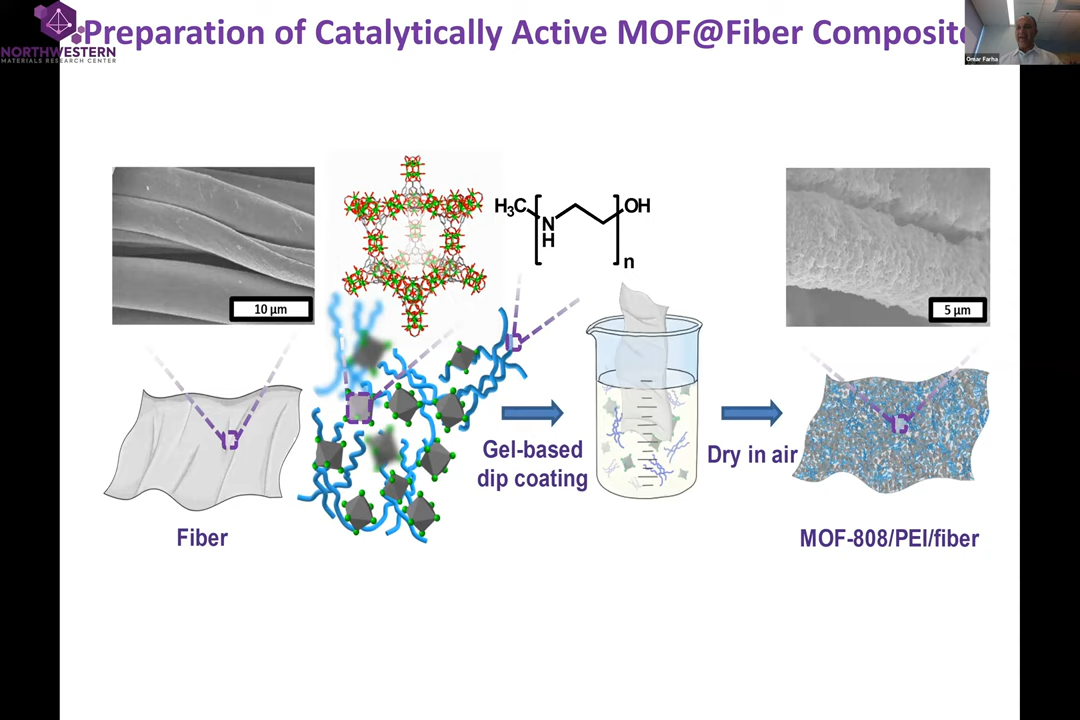 Preparation of Catalytically Active MOF@Fiber Composite
NORTHWESTERN
MATERIALS RESEARCH CENTER
Omar Farha
H₃C
N
H
OH
n
10 µm
5 µm
Gel-based
dip coating
Dry in air
Fiber
MOF-808/PEI/fiber